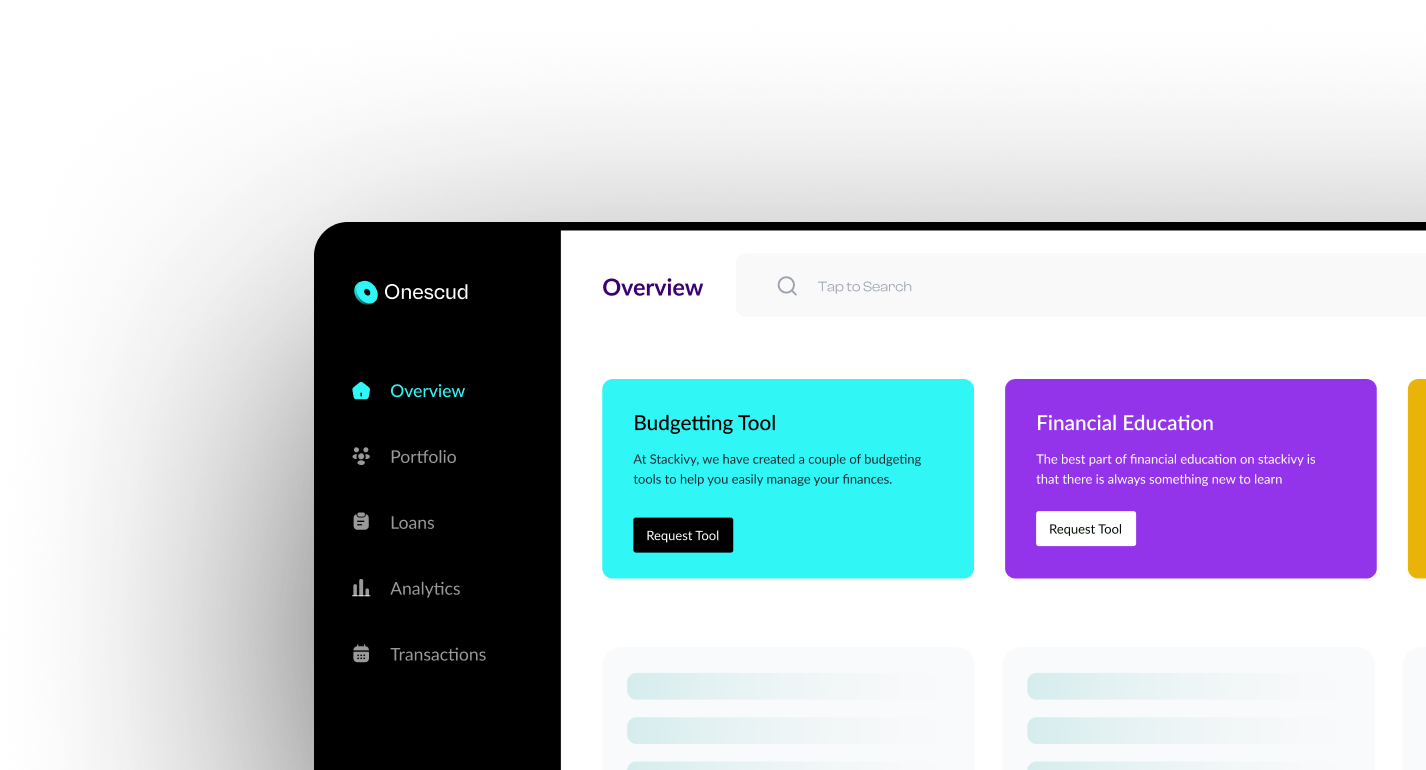 Onescud
Overview
Portfolio
Loans
Analytics
Transactions
Overview
Tap to Search
Budgetting Tool
At Stackivy, we have created a couple of budgeting
tools to help you easily manage your finances.
Request Tool
Financial Education
The best part of financial education on stackivy is
that there is always something new to learn
Request Tool